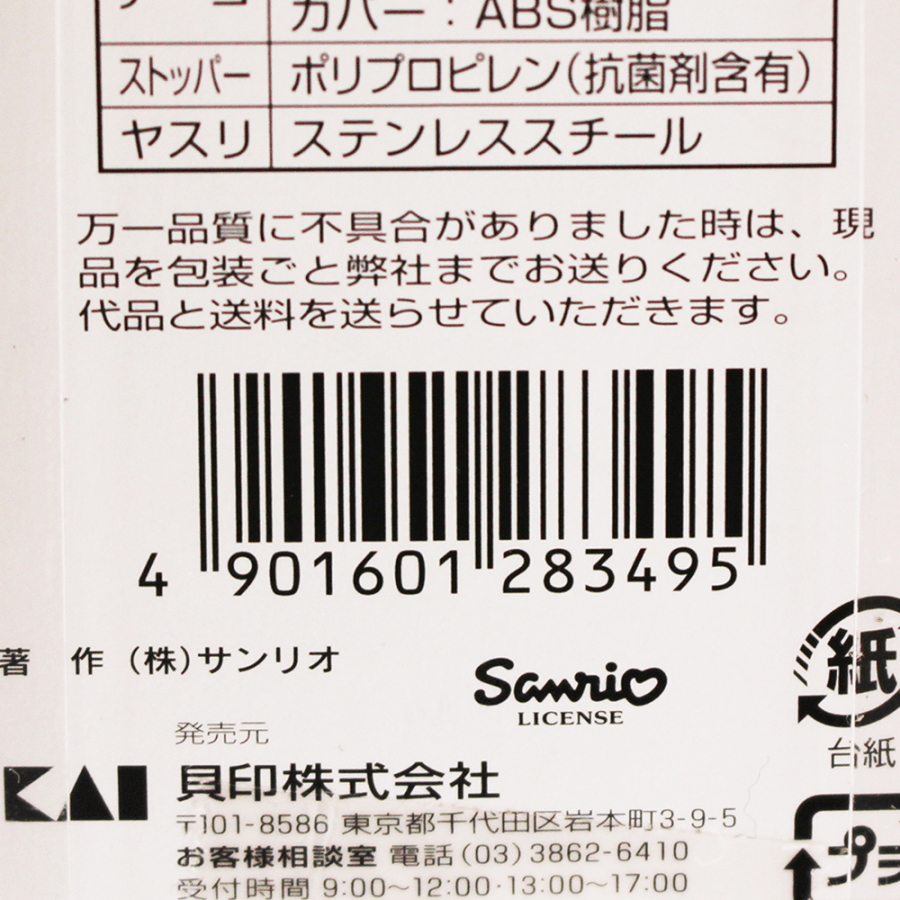 カバー：ABS樹脂
ストッパー ポリプロピレン(抗菌剤含有)
ヤスリ ステンレススチール
万一品質に不具合がありました時は、現
品を包装ごと弊社までお送りください。
代品と送料を送らせていただきます。
4 901601 283495
著 作 (株)サンリオ
Sanrio
LICENSE
紙
台紙
発売元
KAI 貝印株式会社
〒101-8586 東京都千代田区岩本町3-9-5
お客様相談室 電話(03)3862-6410
受付時間 9:00〜12:00・13:00〜17:00